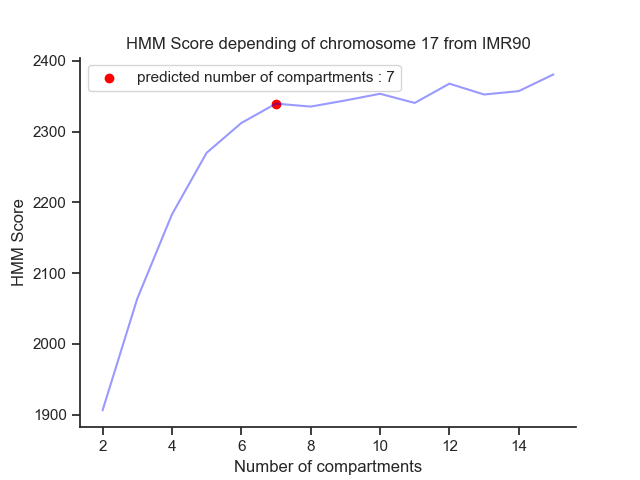 HMM Score depending of chromosome 17 from IMR90
predicted number of compartments : 7
2400
2300
2200
2100
2000
1900
HMM Score
2 4 6 8 10 12 14
Number of compartments